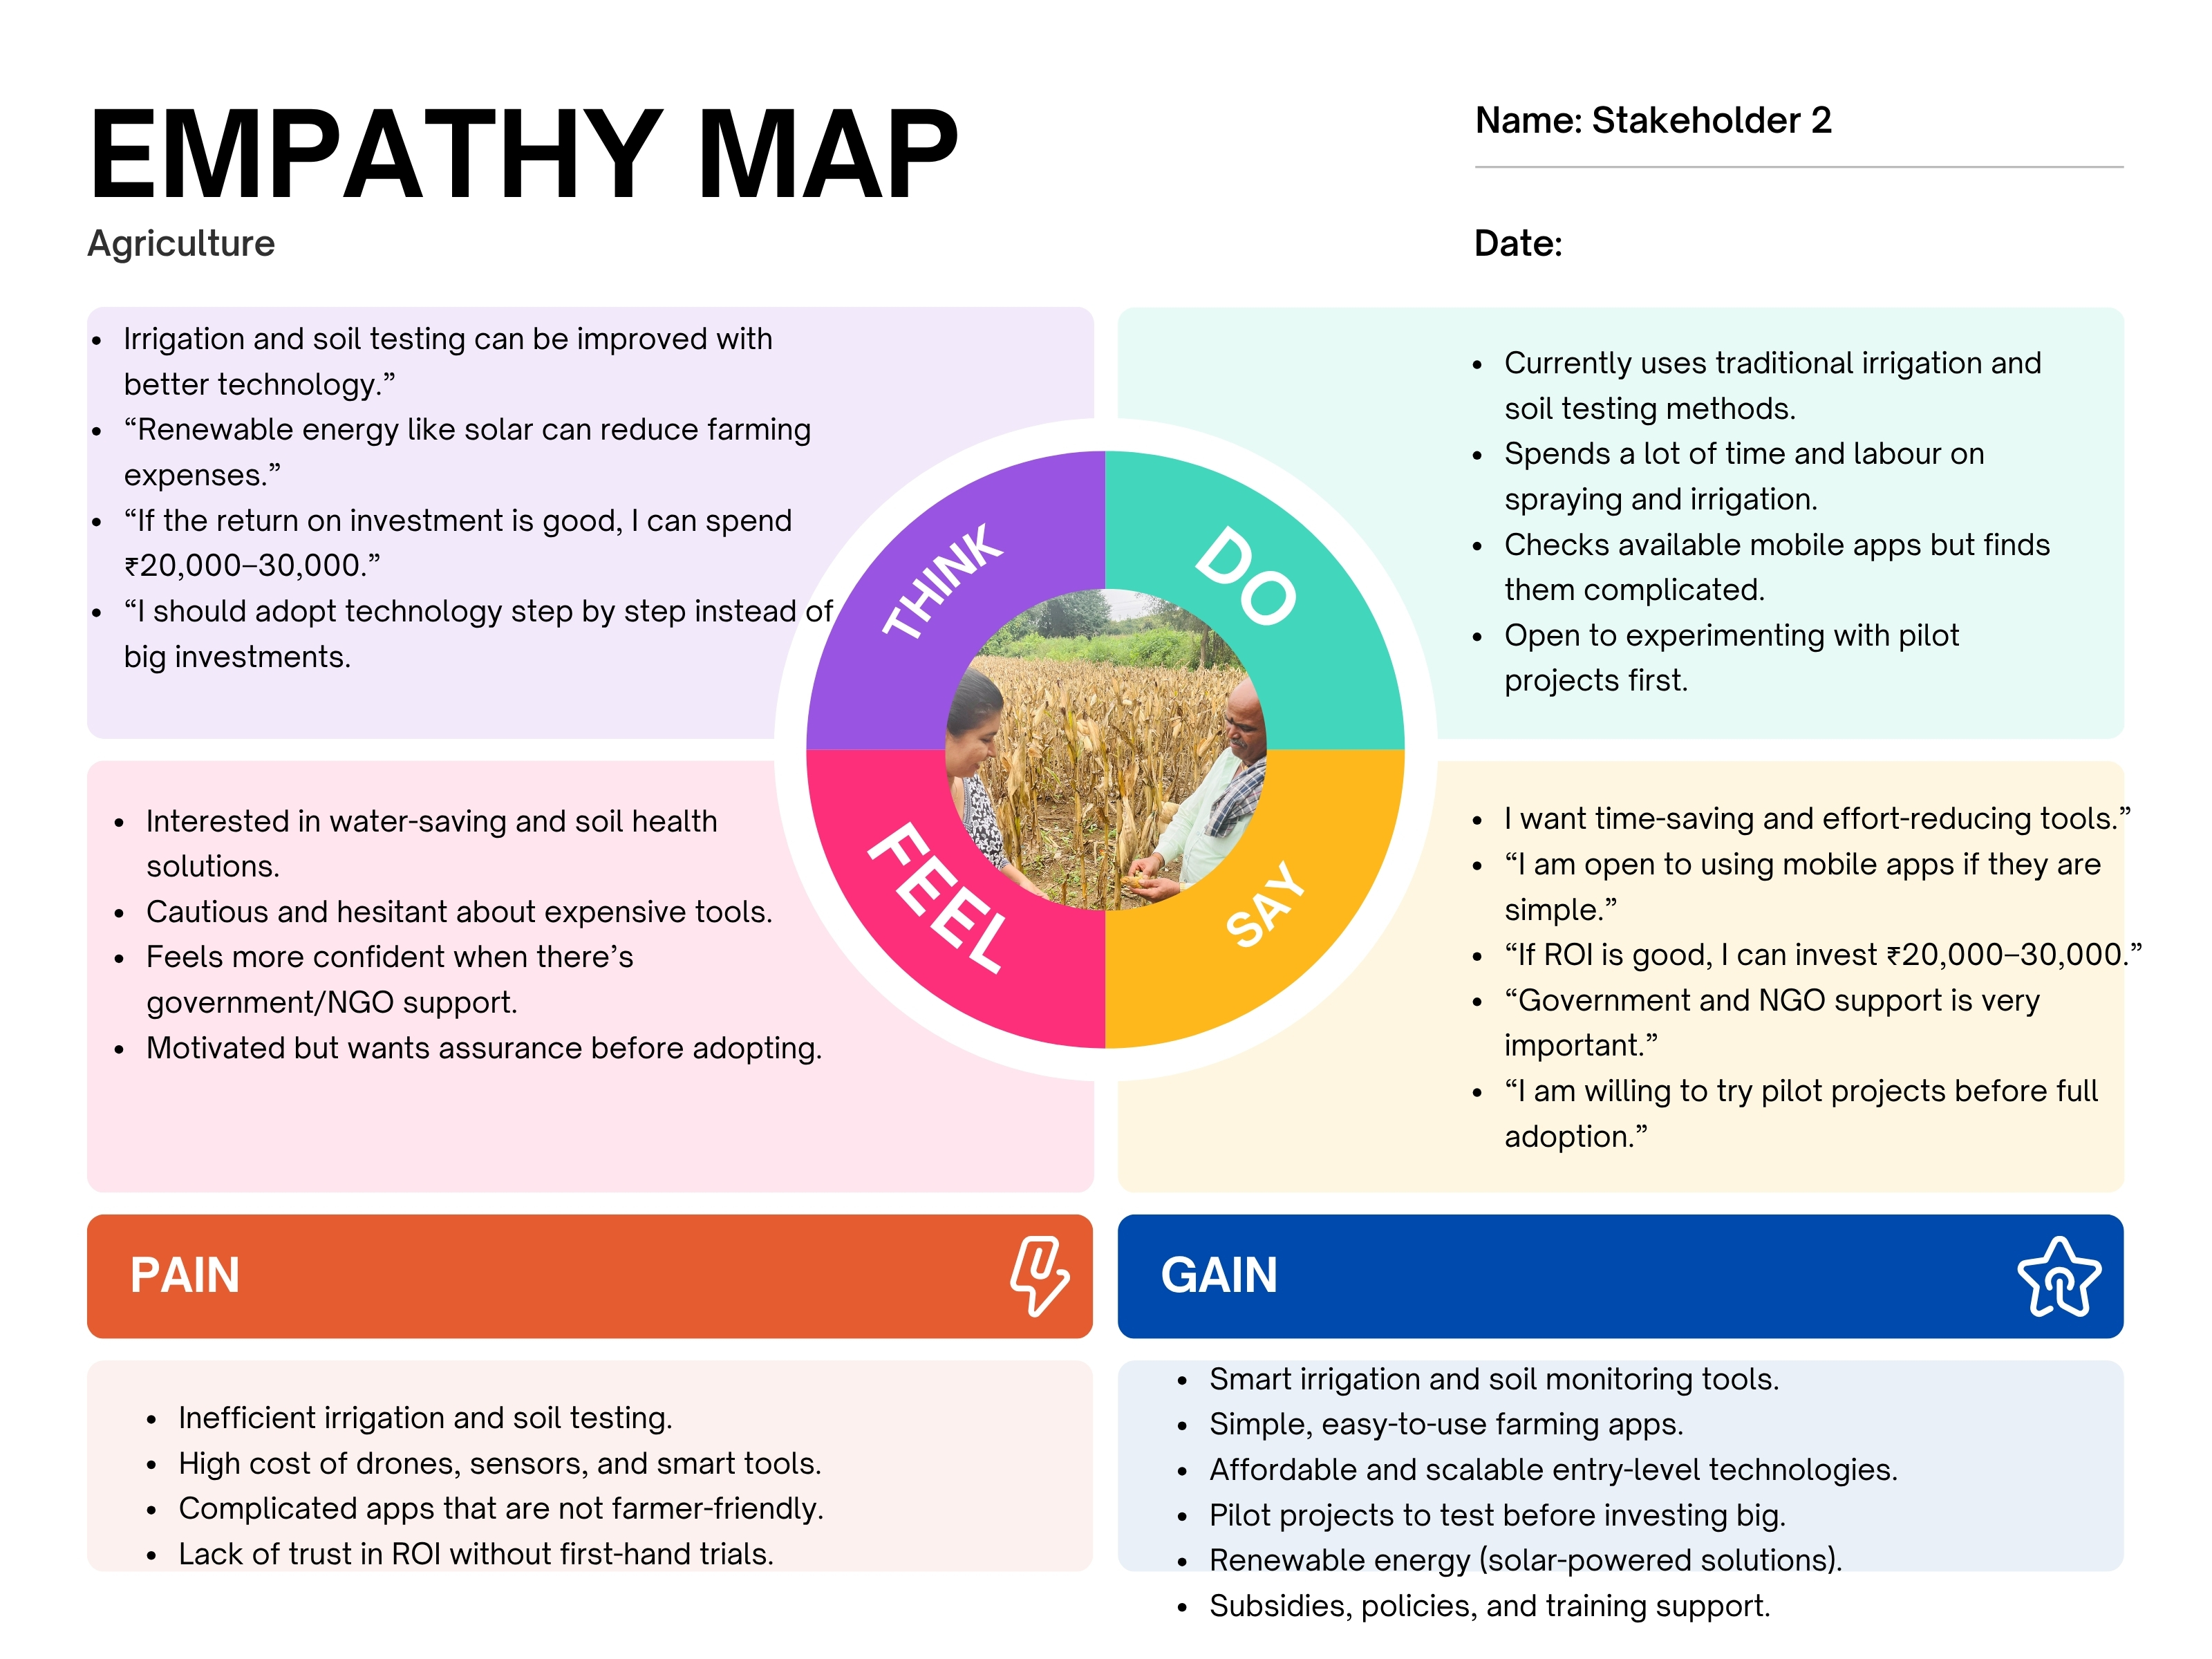 EMPATHY MAP
Agriculture
Name: Stakeholder 2
Date:
• Irrigation and soil testing can be improved with
better technology.”
• “Renewable energy like solar can reduce farming
expenses.”
• “If the return on investment is good, I can spend
₹20,000–30,000.”
• “I should adopt technology step by step instead of
big investments.
• Currently uses traditional irrigation and
soil testing methods.
• Spends a lot of time and labour on
spraying and irrigation.
• Checks available mobile apps but finds
them complicated.
• Open to experimenting with pilot
projects first.
THINK
DO
FEEL
SAY
• Interested in water-saving and soil health
solutions.
• Cautious and hesitant about expensive tools.
• Feels more confident when there’s
government/NGO support.
• Motivated but wants assurance before adopting.
• I want time-saving and effort-reducing tools.”
• “I am open to using mobile apps if they are
simple.”
• “If ROI is good, I can invest ₹20,000–30,000.”
• “Government and NGO support is very
important.”
• “I am willing to try pilot projects before full
adoption.”
PAIN
• Inefficient irrigation and soil testing.
• High cost of drones, sensors, and smart tools.
• Complicated apps that are not farmer-friendly.
• Lack of trust in ROI without first-hand trials.
GAIN
• Smart irrigation and soil monitoring tools.
• Simple, easy-to-use farming apps.
• Affordable and scalable entry-level technologies.
• Pilot projects to test before investing big.
• Renewable energy (solar-powered solutions).
• Subsidies, policies, and training support.